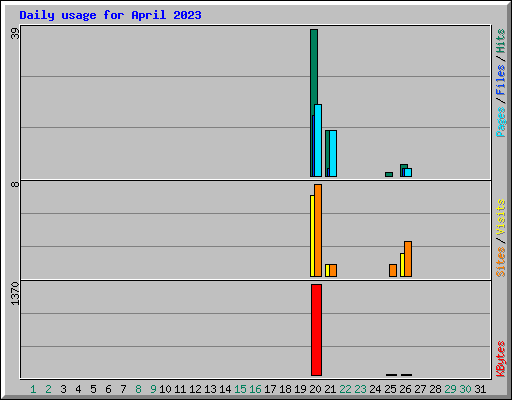 Daily usage for April 2023
39
8
1370
Pages/Files/Hits
Sites/Visits
KBytes
1 2 3 4 5 6 7 8 9 10 11 12 13 14 15 16 17 18 19 20 21 22 23 24 25 26 27 28 29 30 31